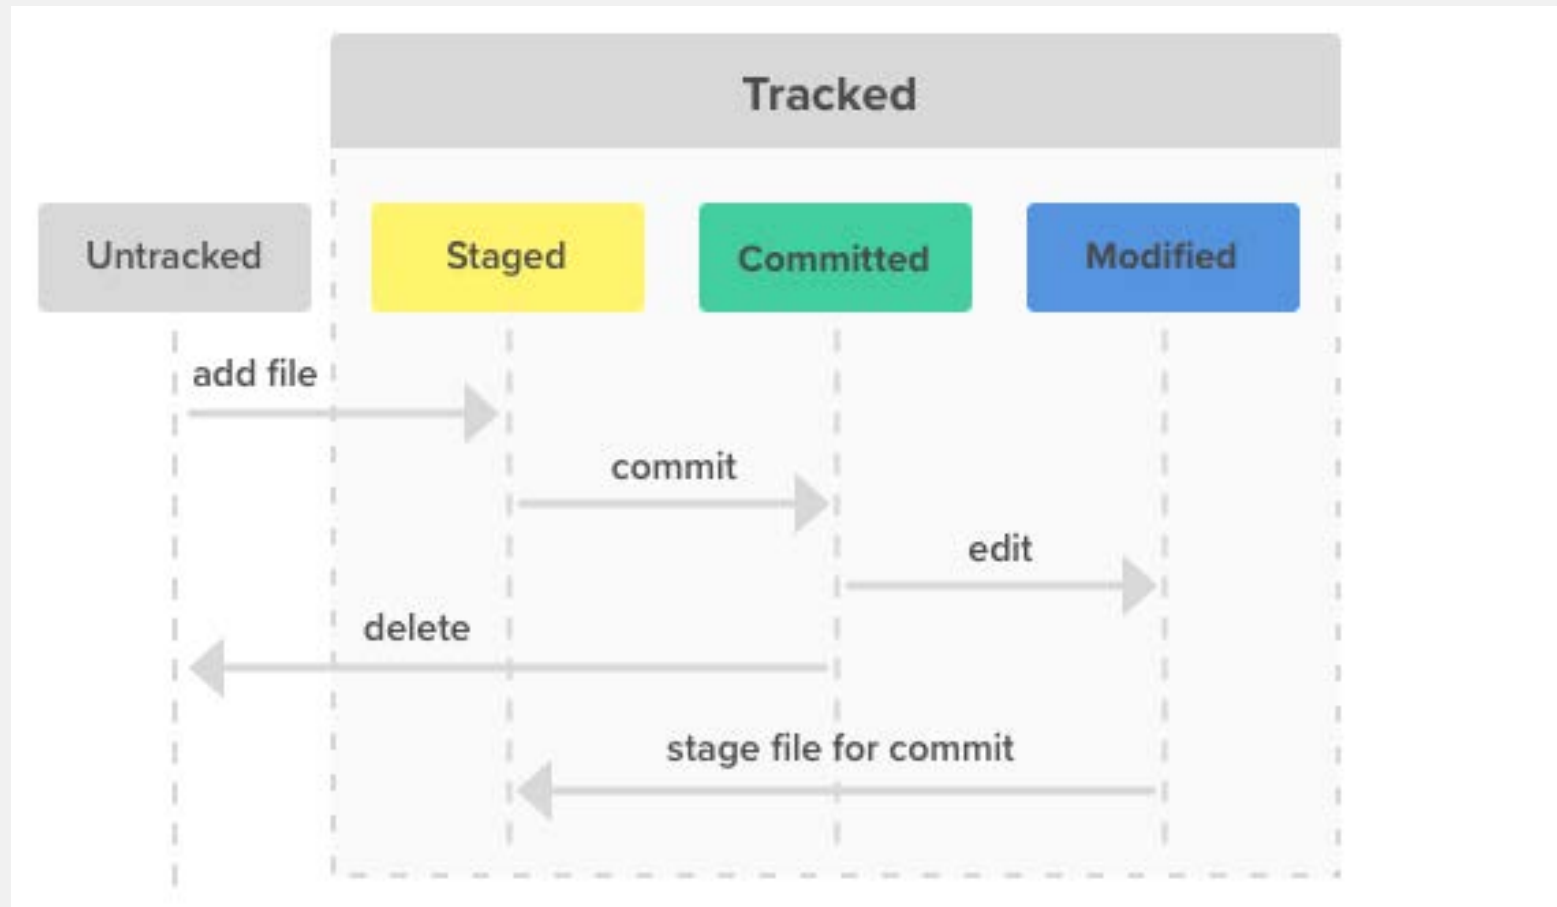 Tracked
Untracked
Staged
Committed
Modified
add file
commit
edit
delete
stage file for commit